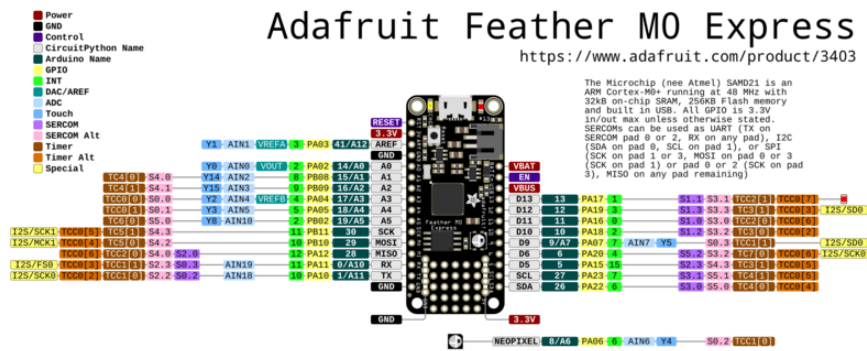 Adafruit Feather M0 Express
https://www.adafruit.com/product/3403
Power
GND
Control
CircuitPython Name
Arduino Name
GPIO
INT
DAC/AREF
ADC
Touch
SERCOM
SERCOM Alt
Timer
Timer Alt
Special
The Microchip (nee Atmel) SAMD21 is an
ARM Cortex-M0+ running at 48 MHz with
32kB on-chip SRAM, 256KB Flash memory
and built in USB. All GPIO is 3.3V
in/out max unless otherwise stated.
SERCOMs can be used as UART (TX on
SERCOM pad 0 or 2, RX on any pad), I2C
(SDA on pad 0, SCL on pad 1), or SPI
(SCK on pad 1 or 3, MOSI on pad 0 or 3
(SCK on pad 1) or pad 0 or 2 (SCK on pad
3), MISO on any pad remaining)
RESET
3.3V
Y1 AIN1 VREFA 3 PA03 41/A12 AREF
GND
Y0 AIN0 VOUT 2 PA02 14/A0 A0
TC4[0] S4.0 Y14 AIN2 8 PB08 15/A1 A1
TC4[1] S4.1 Y15 AIN3 9 PB09 16/A2 A2
TCC0[0] S0.0 Y2 AIN4 VREFB 4 PA04 17/A3 A3
TCC0[1] S0.1 Y3 AIN5 5 PA05 18/A4 A4
TC6[0] S5.0 Y8 AIN10 2 PB02 19/A5 A5
I2S/SCK1 TCC0[5] TC5[1] S4.3 11 PB11 30 SCK
I2S/MCK1 TCC0[4] TC5[0] S4.2 10 PB10 29 MOSI
TCC0[6] TCC2[0] S4.0 S2.0 12 PA12 28 MISO
I2S/FS0 TCC0[3] TCC1[1] S2.3 S0.3 AIN19 11 PA11 0/A10 RX
I2S/SCK0 TCC0[2] TCC1[0] S2.2 S0.2 AIN18 10 PA10 1/A11 TX
GND
GND
VBAT
EN
VBUS
D13 13 PA17 1 S1.1 S3.1 TCC2[1] TCC0[7]
D12 12 PA19 3 S1.3 S3.3 TC3[1] TCC0[3] I2S/SD0
D11 11 PA16 0 S1.0 S3.0 TCC2[0] TCC0[6]
D10 10 PA18 2 S1.2 S3.2 TC3[0] TCC0[2]
D9 9/A7 PA07 7 AIN7 Y5 S0.3 TCC1[1] I2S/SD0
D6 6 PA20 4 S5.2 S3.2 TC7[0] TCC0[6] I2S/SCK0
D5 5 PA15 15 S2.3 S4.3 TC3[1] TCC0[5]
SCL 27 PA23 7 S3.1 S5.1 TC4[1] TCC0[5]
SDA 26 PA22 6 S3.0 S5.0 TC4[0] TCC0[4]
3.3V
Feather M0
Express
NEOPIXEL 8/A6 PA06 6 AIN6 Y4 S0.2 TCC1[0]